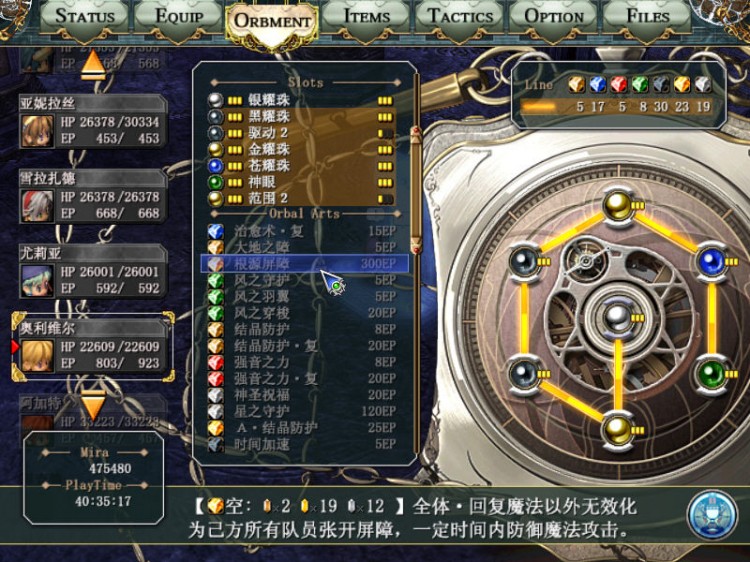 STATUS EQUIP ORBMENT ITEMS TACTICS OPTION FILES
EP 568
亚妮拉丝
HP 26378/30334
EP 453/ 453
雪拉扎德
HP 26378/26378
EP 668/ 668
尤莉亚
HP 26001/26001
EP 592/ 592
奥利维尔
HP 22609/22609
EP 803/ 923
阿加特
HP 33223/33223
Mira
475480
PlayTime
40:35:17
Slots
银耀珠
黑耀珠
驱动 2
金耀珠
苍耀珠
神眼
范围 2
Orbal Arts
治愈术·复 15EP
大地之障 5EP
根源屏障 300EP
风之守护 5EP
风之羽翼 5EP
风之穿梭 20EP
结晶防护 8EP
结晶防护·复 20EP
强音之力 8EP
强音之力·复 20EP
神圣祝福 20EP
星之守护 120EP
A·结晶防护 25EP
时间加速 5EP
Line
5 17 5 8 30 23 19
【空: ×2 ×19 ×12 】全体·回复魔法以外无效化
为己方所有队员张开屏障,一定时间内防御魔法攻击。